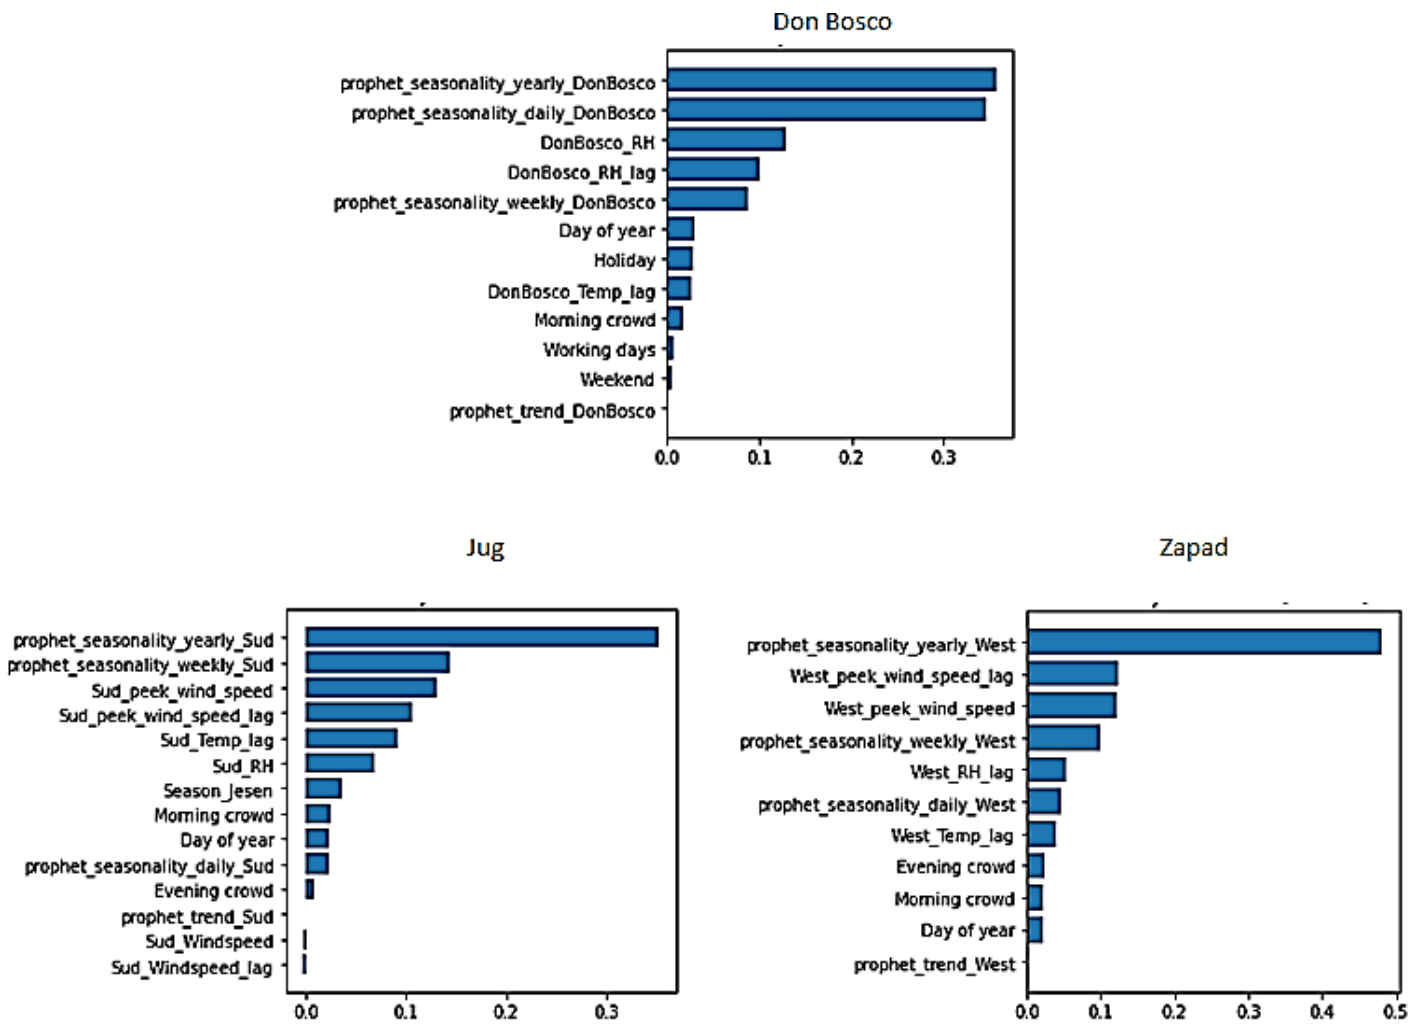 Don Bosco
prophet_seasonality_yearly_DonBosco
prophet_seasonality_daily_DonBosco
DonBosco_RH
DonBosco_RH_lag
prophet_seasonality_weekly_DonBosco
Day of year
Holiday
DonBosco_Temp_lag
Morning crowd
Working days
Weekend
prophet_trend_DonBosco
0.0 0.1 0.2 0.3
Jug
prophet_seasonality_yearly_Sud
prophet_seasonality_weekly_Sud
Sud_peek_wind_speed
Sud_peek_wind_speed_lag
Sud_Temp_lag
Sud_RH
Season_Jesen
Morning crowd
Day of year
prophet_seasonality_daily_Sud
Evening crowd
prophet_trend_Sud
Sud_Windspeed
Sud_Windspeed_lag
0.0 0.1 0.2 0.3
Zapad
prophet_seasonality_yearly_West
West_peek_wind_speed_lag
West_peek_wind_speed
prophet_seasonality_weekly_West
West_RH_lag
prophet_seasonality_daily_West
West_Temp_lag
Evening crowd
Morning crowd
Day of year
prophet_trend_West
0.0 0.1 0.2 0.3 0.4 0.5